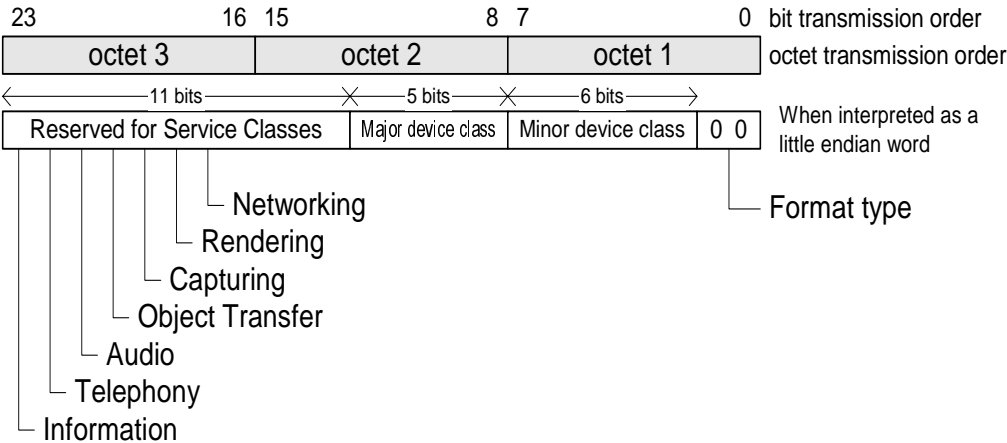 23 16 15 8 7 0 bit transmission order
octet 3 octet 2 octet 1 octet transmission order
11 bits 5 bits 6 bits
Reserved for Service Classes Major device class Minor device class 0 0
When interpreted as a
little endian word
Networking
Format type
Rendering
Capturing
Object Transfer
Audio
Telephony
Information